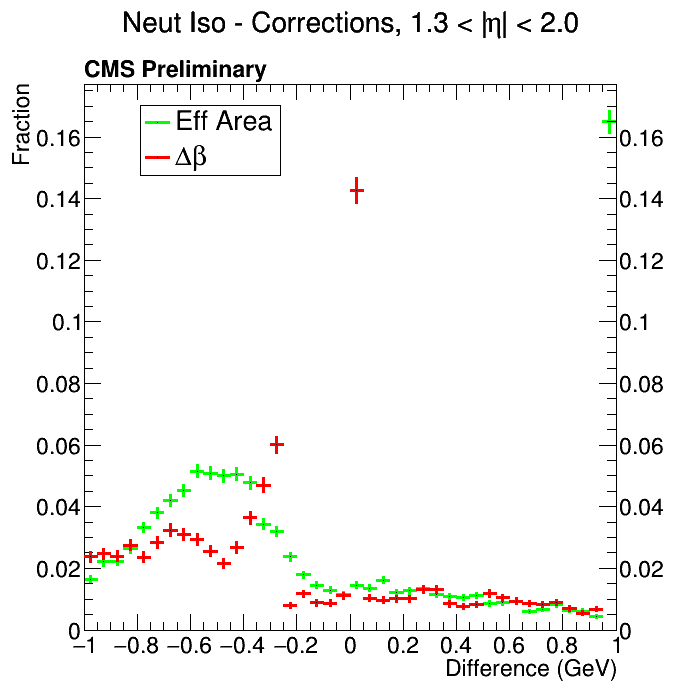 Neut Iso - Corrections, 1.3 < |η| < 2.0
CMS Preliminary
Fraction
Eff Area
Δβ
0.16
0.14
0.12
0.1
0.08
0.06
0.04
0.02
0
0.16
0.14
0.12
0.1
0.08
0.06
0.04
0.02
0
−1 −0.8 −0.6 −0.4 −0.2 0 0.2 0.4 0.6 0.8 1
Difference (GeV)